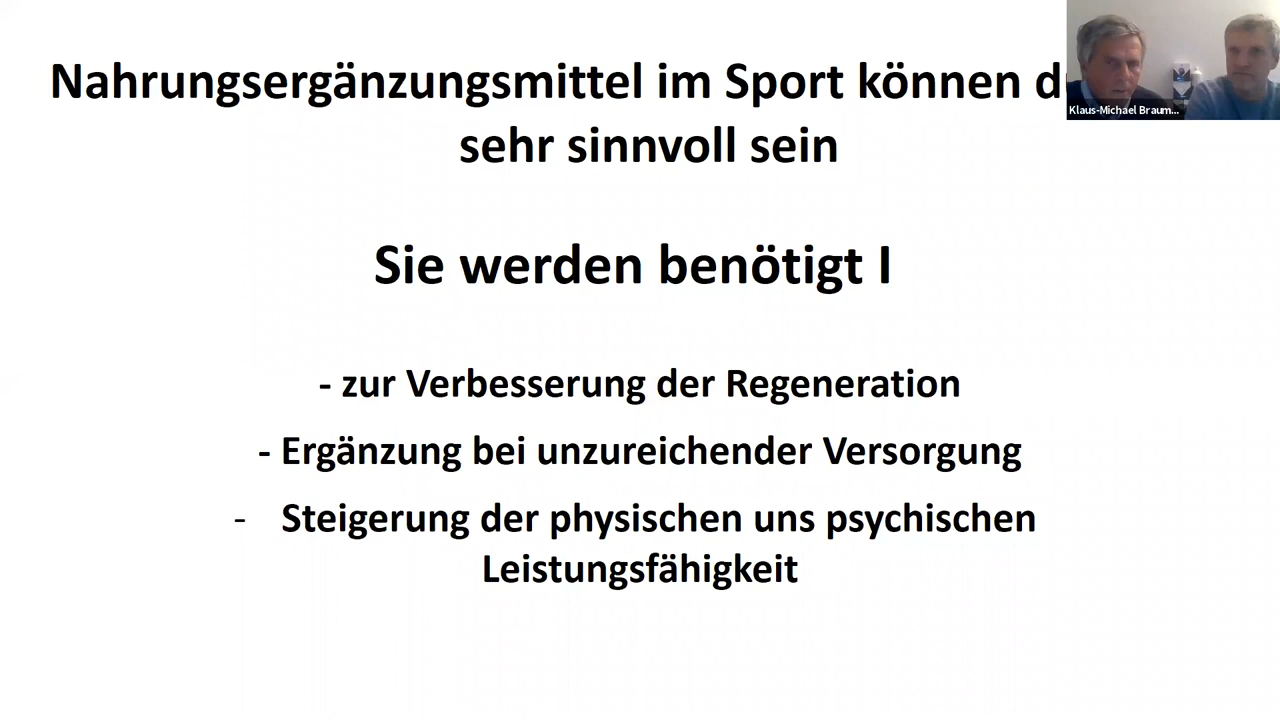 Nahrungsergänzungsmittel im Sport können
sehr sinnvoll sein
Sie werden benötigt I
- zur Verbesserung der Regeneration
- Ergänzung bei unzureichender Versorgung
- Steigerung der physischen uns psychischen
Leistungsfähigkeit
Klaus-Michael Braum...